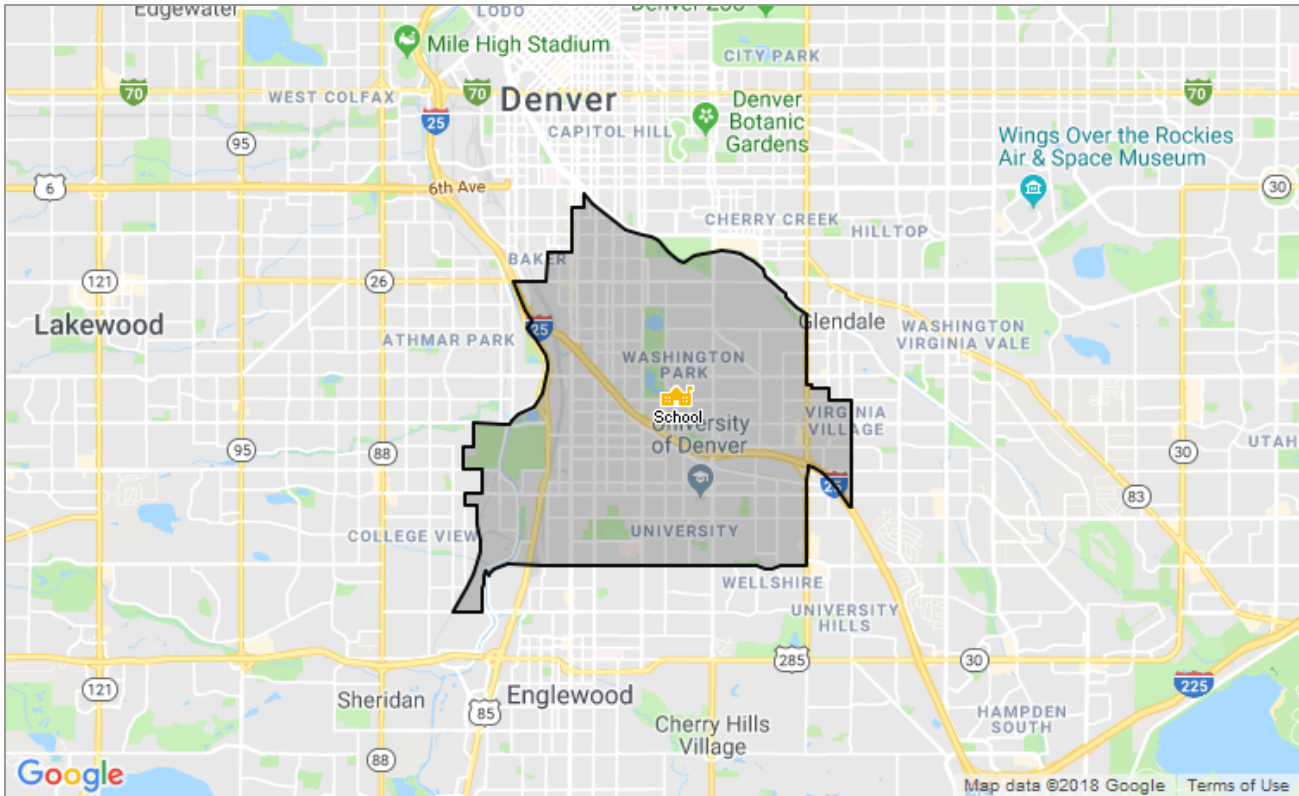 Edgewater
LODO
Denver Zoo
Mile High Stadium
CITY PARK
70
WEST COLFAX
70
Denver
70
25
CAPITOL HILL
Denver
Botanic
Gardens
Wings Over the Rockies
Air & Space Museum
95
6
6th Ave
30
CHERRY CREEK
HILLTOP
BAKER
121
26
Lakewood
25
ATHMAR PARK
Glendale
WASHINGTON
VIRGINIA VALE
WASHINGTON
PARK
School
University
of Denver
VIRGINIA
VILLAGE
UTAH
95
88
30
25
83
COLLEGE VIEW
UNIVERSITY
WELLSHIRE
UNIVERSITY
HILLS
285
30
121
Sheridan
Englewood
85
225
Cherry Hills
Village
HAMPDEN
SOUTH
88
Google
Map data ©2018 Google
Terms of Use